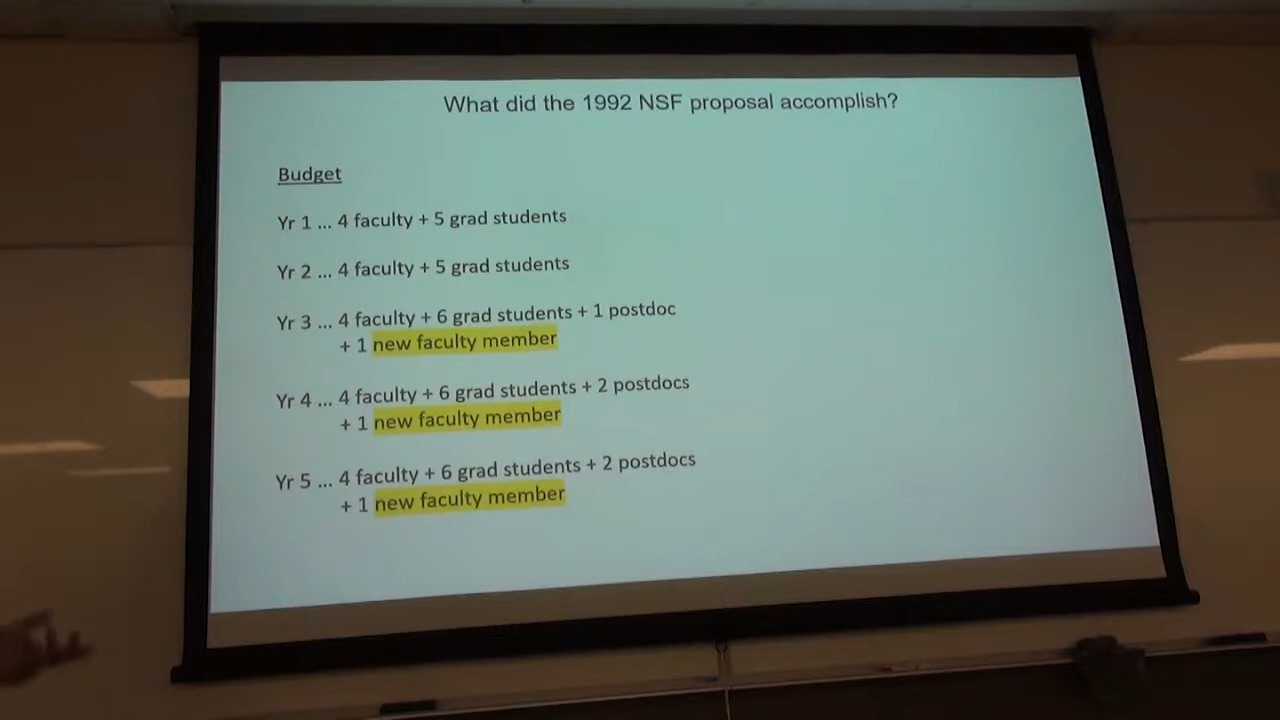 What did the 1992 NSF proposal accomplish?
Budget
Yr 1 ... 4 faculty + 5 grad students
Yr 2 ... 4 faculty + 5 grad students
Yr 3 ... 4 faculty + 6 grad students + 1 postdoc
+ 1 new faculty member
Yr 4 ... 4 faculty + 6 grad students + 2 postdocs
+ 1 new faculty member
Yr 5 ... 4 faculty + 6 grad students + 2 postdocs
+ 1 new faculty member